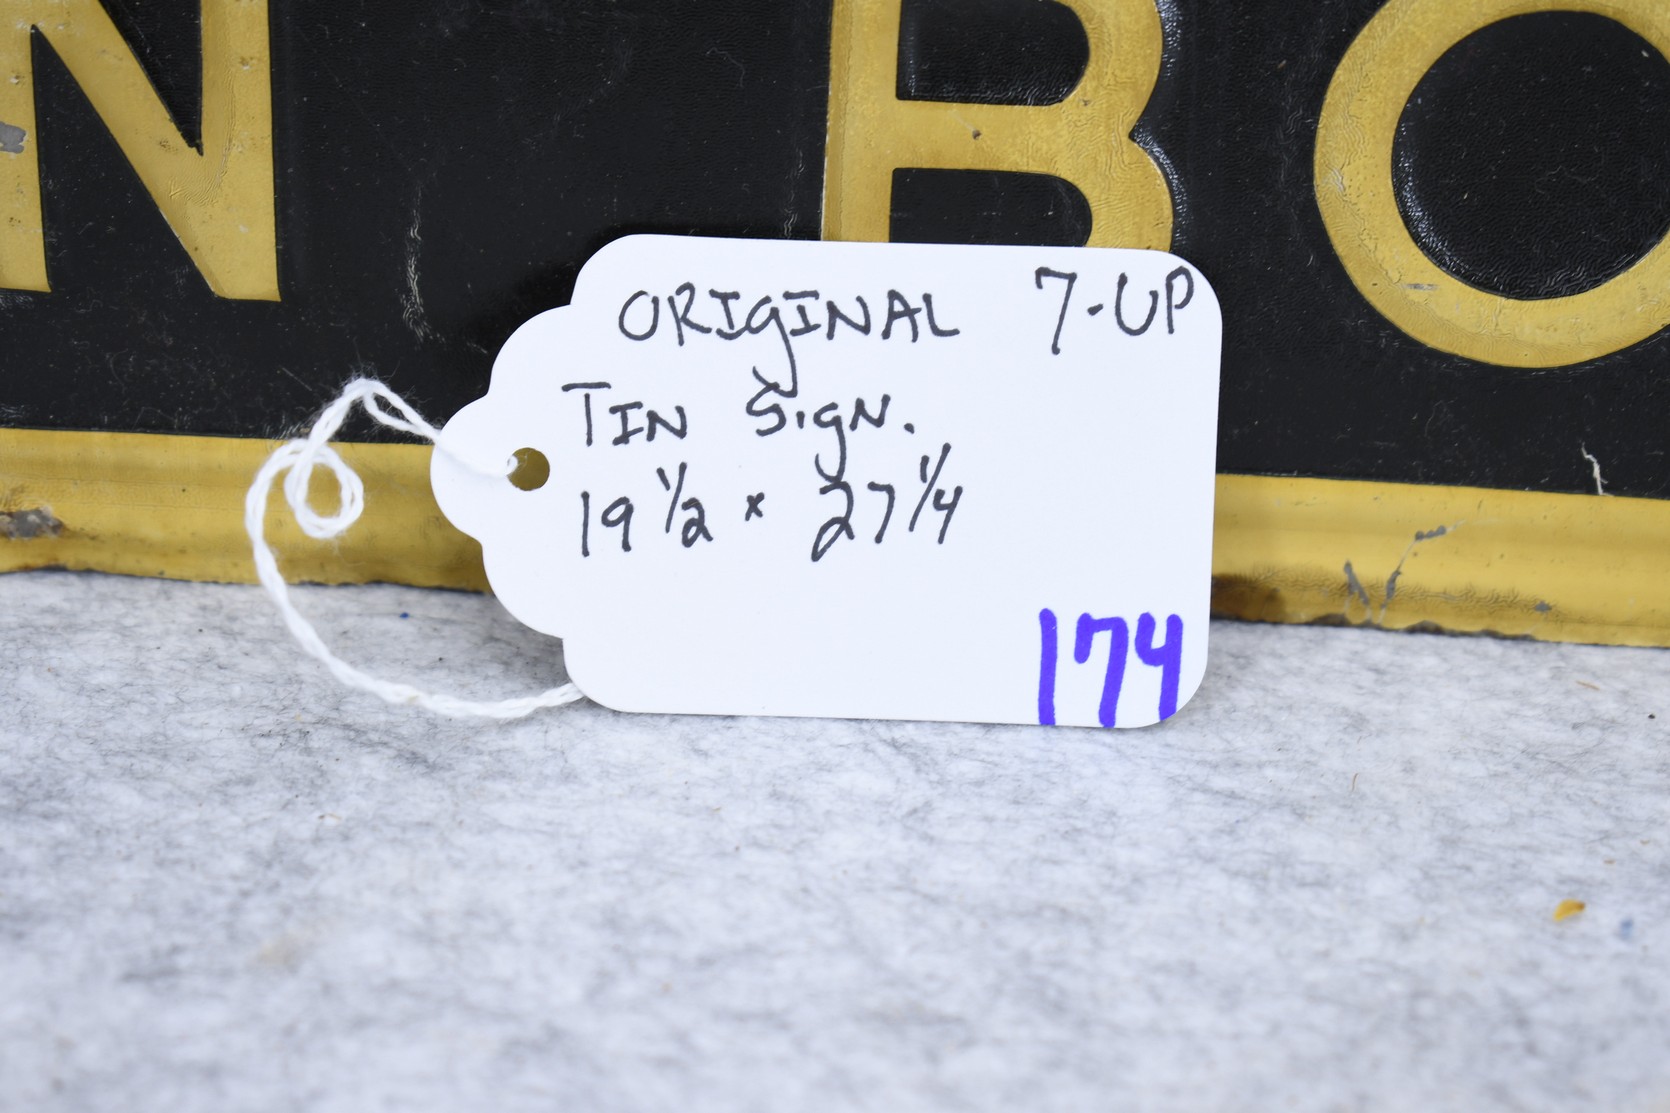 N BO
ORIGINAL 7-UP
TIN SIGN.
19 1/2 x 27 1/4
174